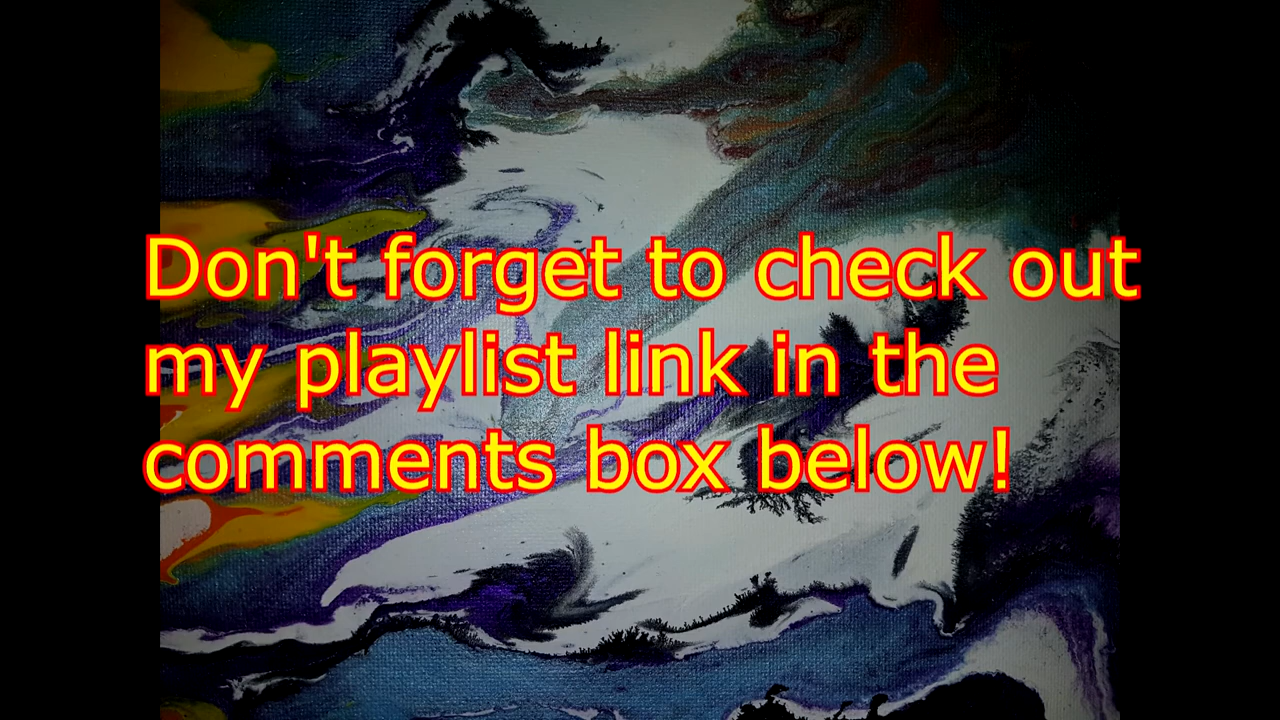 Don't forget to check out
my playlist link in the
comments box below!